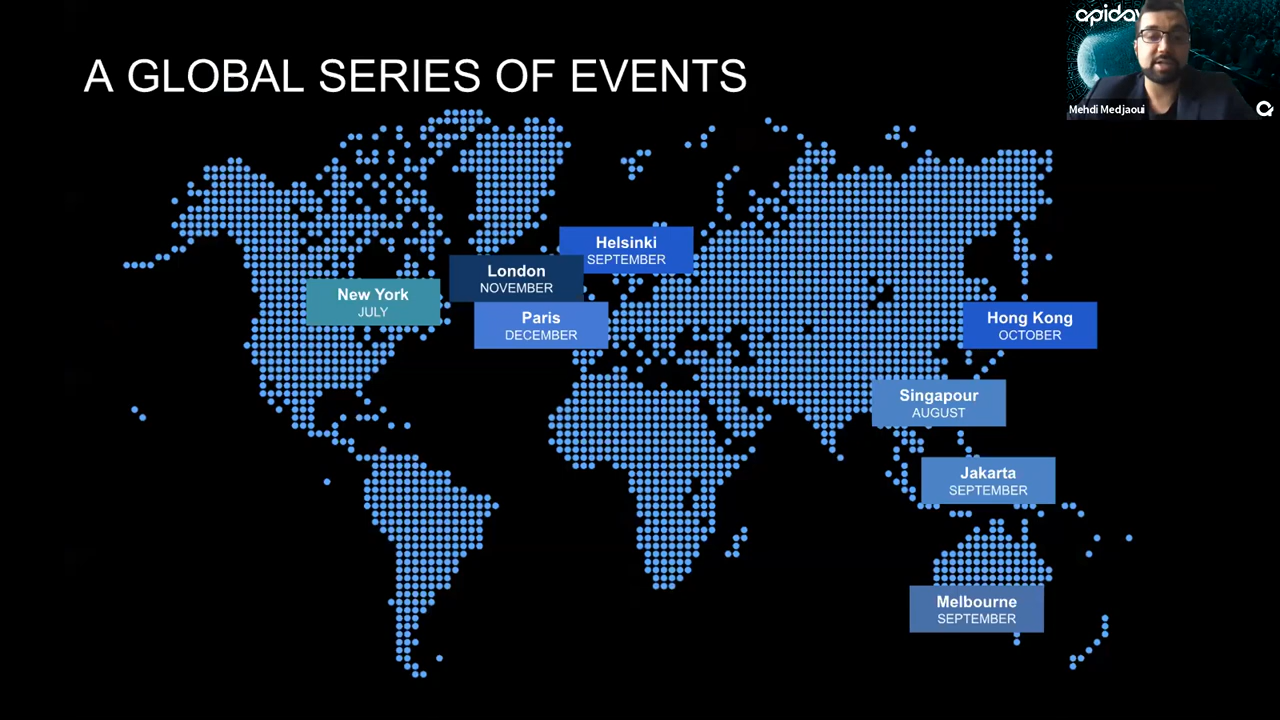 A GLOBAL SERIES OF EVENTS
Mehdi Medjaoui
Helsinki
SEPTEMBER
London
NOVEMBER
New York
JULY
Paris
DECEMBER
Hong Kong
OCTOBER
Singapour
AUGUST
Jakarta
SEPTEMBER
Melbourne
SEPTEMBER